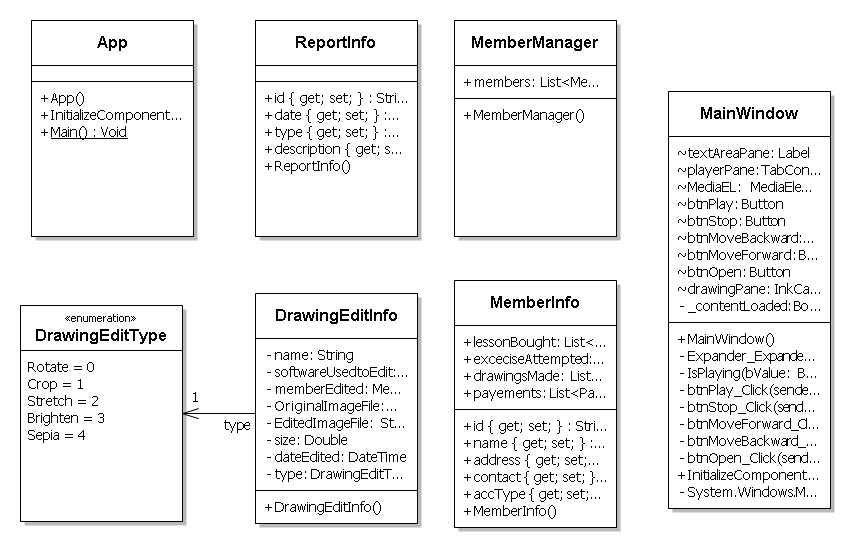 App
+App()
+InitializeComponent...
+Main() : Void
ReportInfo
+id { get; set; } : Stri...
+date { get; set; } :...
+type { get; set; } :...
+description { get; s...
+ReportInfo()
MemberManager
+members: List<Me...
+MemberManager()
MainWindow
~textAreaPane: Label
~playerPane: TabCon...
~MediaEL: MediaEle...
~btnPlay: Button
~btnStop: Button
~btnMoveBackward:...
~btnMoveForward: B...
~btnOpen: Button
~drawingPane: InkCa...
- _contentLoaded: Bo...
+MainWindow()
- Expander_Expande...
- IsPlaying(bValue: B...
- btnPlay_Click(sende...
- btnStop_Click(send...
- btnMoveForward_Cl...
- btnMoveBackward_...
- btnOpen_Click(send...
+InitializeComponent...
- System.Windows.M...
«enumeration»
DrawingEditType
Rotate = 0
Crop = 1
Stretch = 2
Brighten = 3
Sepia = 4
1
type
DrawingEditInfo
- name: String
- softwareUsedtoEdit:...
- memberEdited: Me...
- OriginalImageFile:...
- EditedImageFile: St...
- size: Double
- dateEdited: DateTime
- type: DrawingEditT...
+DrawingEditInfo()
MemberInfo
+lessonBought: List<...
+execeiseAttempted:...
+drawingsMade: List...
+payements: List<Pa...
+id { get; set; } : Stri...
+name { get; set; } :...
+address { get; set;...
+contact { get; set; }...
+accType { get; set;...
+MemberInfo()